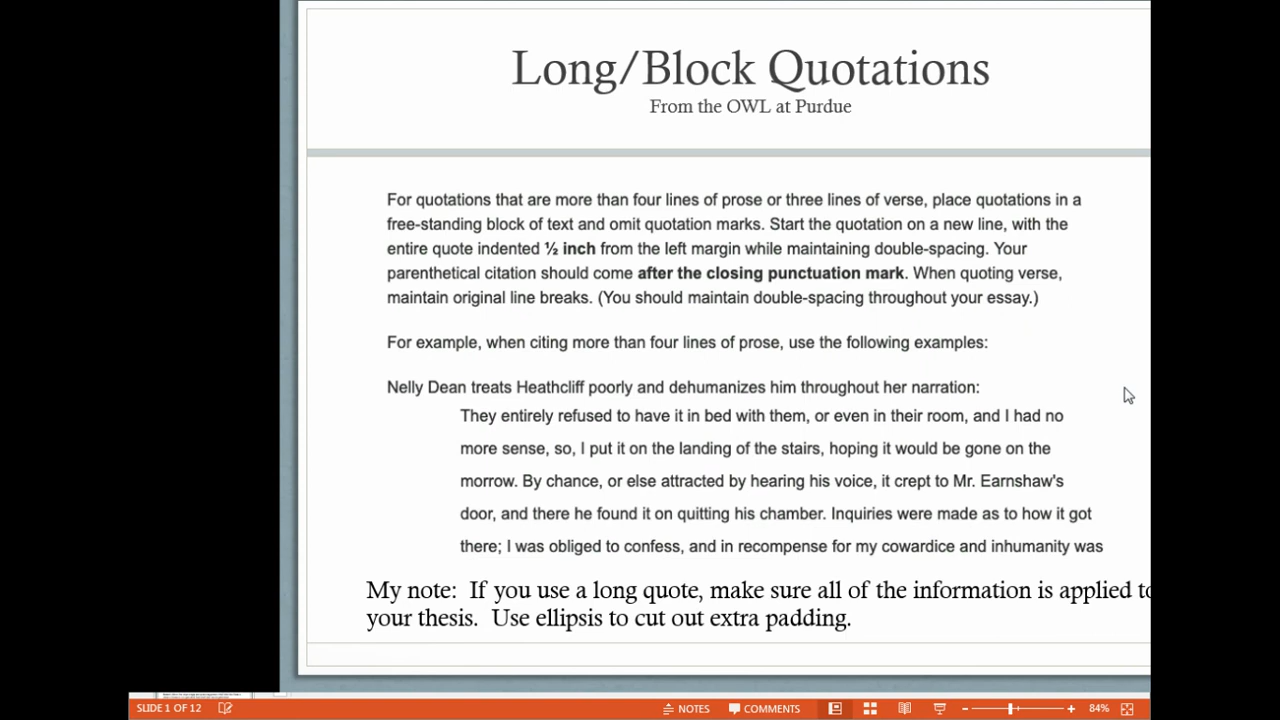 Long/Block Quotations
From the OWL at Purdue
For quotations that are more than four lines of prose or three lines of verse, place quotations in a
free-standing block of text and omit quotation marks. Start the quotation on a new line, with the
entire quote indented ½ inch from the left margin while maintaining double-spacing. Your
parenthetical citation should come after the closing punctuation mark. When quoting verse,
maintain original line breaks. (You should maintain double-spacing throughout your essay.)
For example, when citing more than four lines of prose, use the following examples:
Nelly Dean treats Heathcliff poorly and dehumanizes him throughout her narration:
They entirely refused to have it in bed with them, or even in their room, and I had no
more sense, so, I put it on the landing of the stairs, hoping it would be gone on the
morrow. By chance, or else attracted by hearing his voice, it crept to Mr. Earnshaw's
door, and there he found it on quitting his chamber. Inquiries were made as to how it got
there; I was obliged to confess, and in recompense for my cowardice and inhumanity was
My note: If you use a long quote, make sure all of the information is applied to
your thesis. Use ellipsis to cut out extra padding.
SLIDE 1 OF 12 NOTES COMMENTS 84%